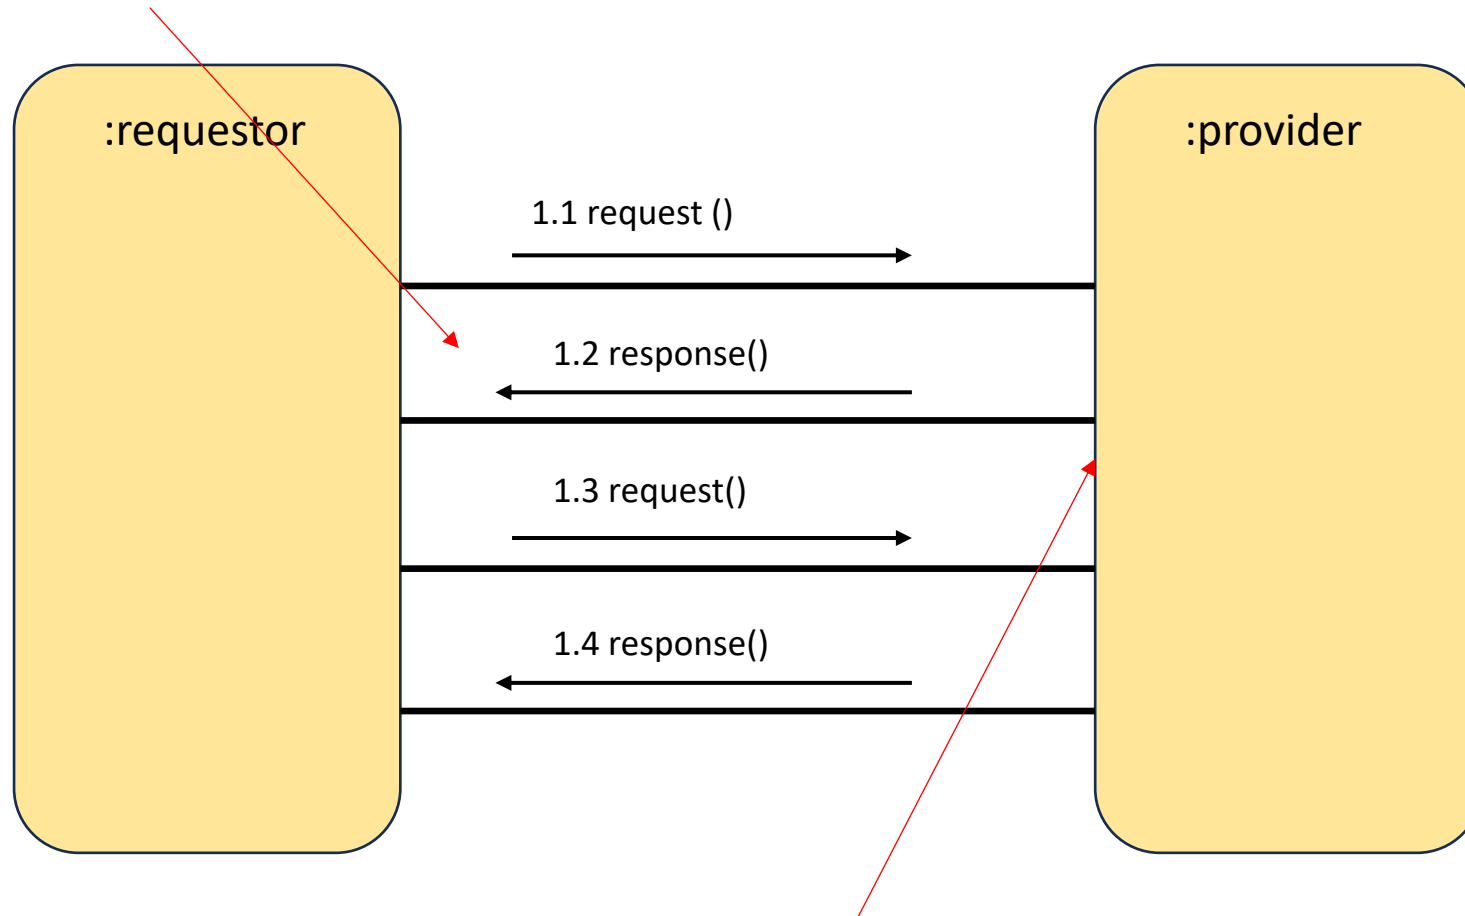 :requestor
:provider
1.1 request ()
1.2 response()
1.3 request()
1.4 response()